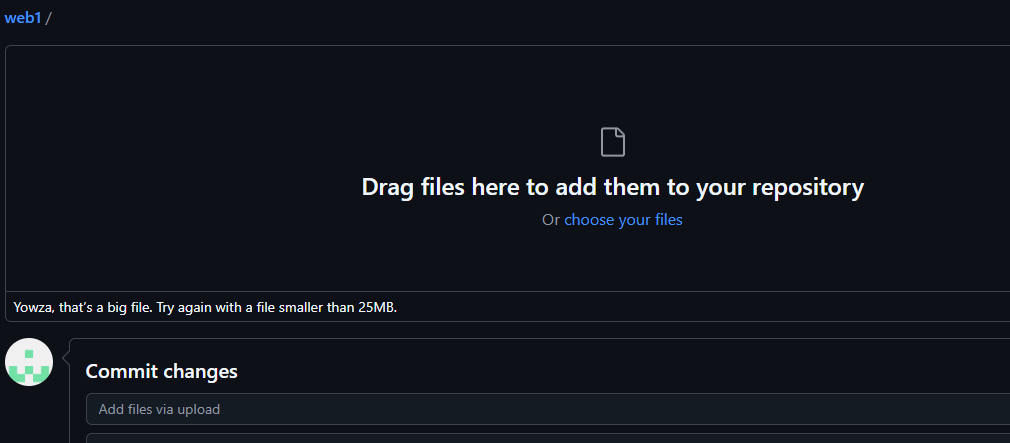 web1 /
Drag files here to add them to your repository
Or choose your files
Yowza, that’s a big file. Try again with a file smaller than 25MB.
Commit changes
Add files via upload